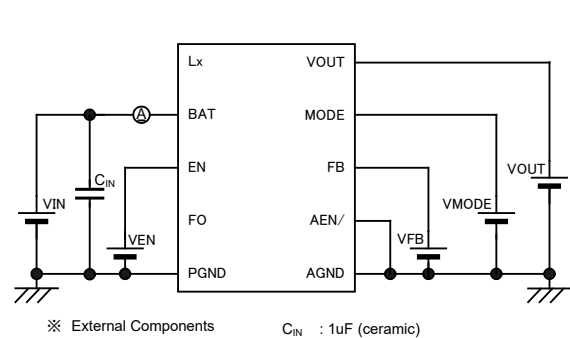 Lx
VOUT
BAT
A
MODE
EN
FB
VOUT
CIN
VIN
VMODE
FO
AEN/
VEN
VFB
PGND
AGND
※ External Components
CIN : 1uF (ceramic)